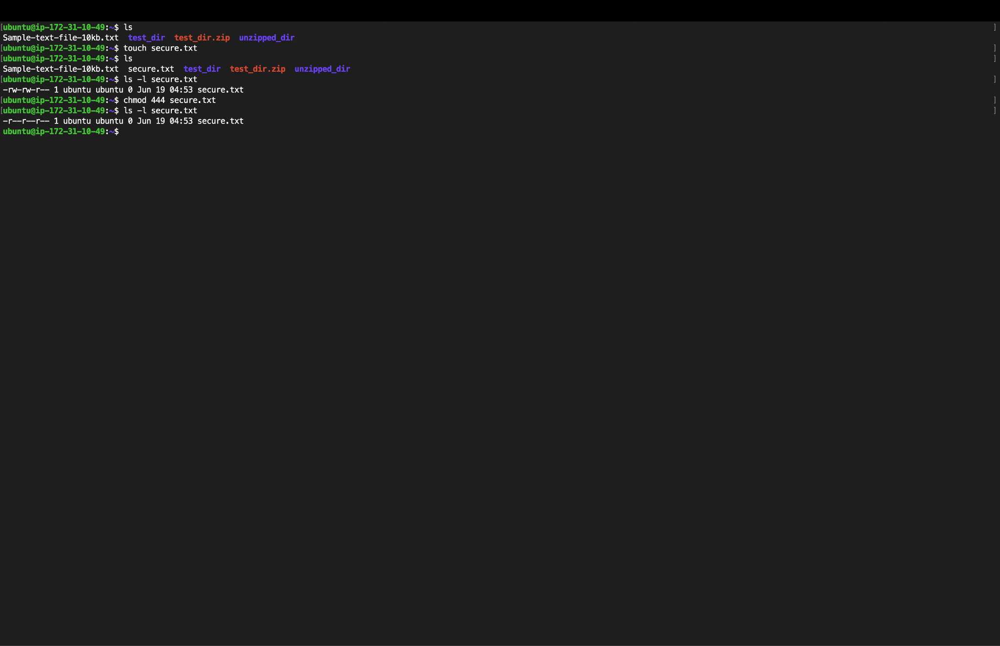 [ubuntu@ip-172-31-10-49:~$ ls ]
Sample-text-file-10kb.txt  test_dir  test_dir.zip  unzipped_dir
[ubuntu@ip-172-31-10-49:~$ touch secure.txt ]
[ubuntu@ip-172-31-10-49:~$ ls ]
Sample-text-file-10kb.txt  secure.txt  test_dir  test_dir.zip  unzipped_dir
[ubuntu@ip-172-31-10-49:~$ ls -l secure.txt ]
-rw-rw-r-- 1 ubuntu ubuntu 0 Jun 19 04:53 secure.txt
[ubuntu@ip-172-31-10-49:~$ chmod 444 secure.txt ]
[ubuntu@ip-172-31-10-49:~$ ls -l secure.txt ]
-r--r--r-- 1 ubuntu ubuntu 0 Jun 19 04:53 secure.txt
ubuntu@ip-172-31-10-49:~$